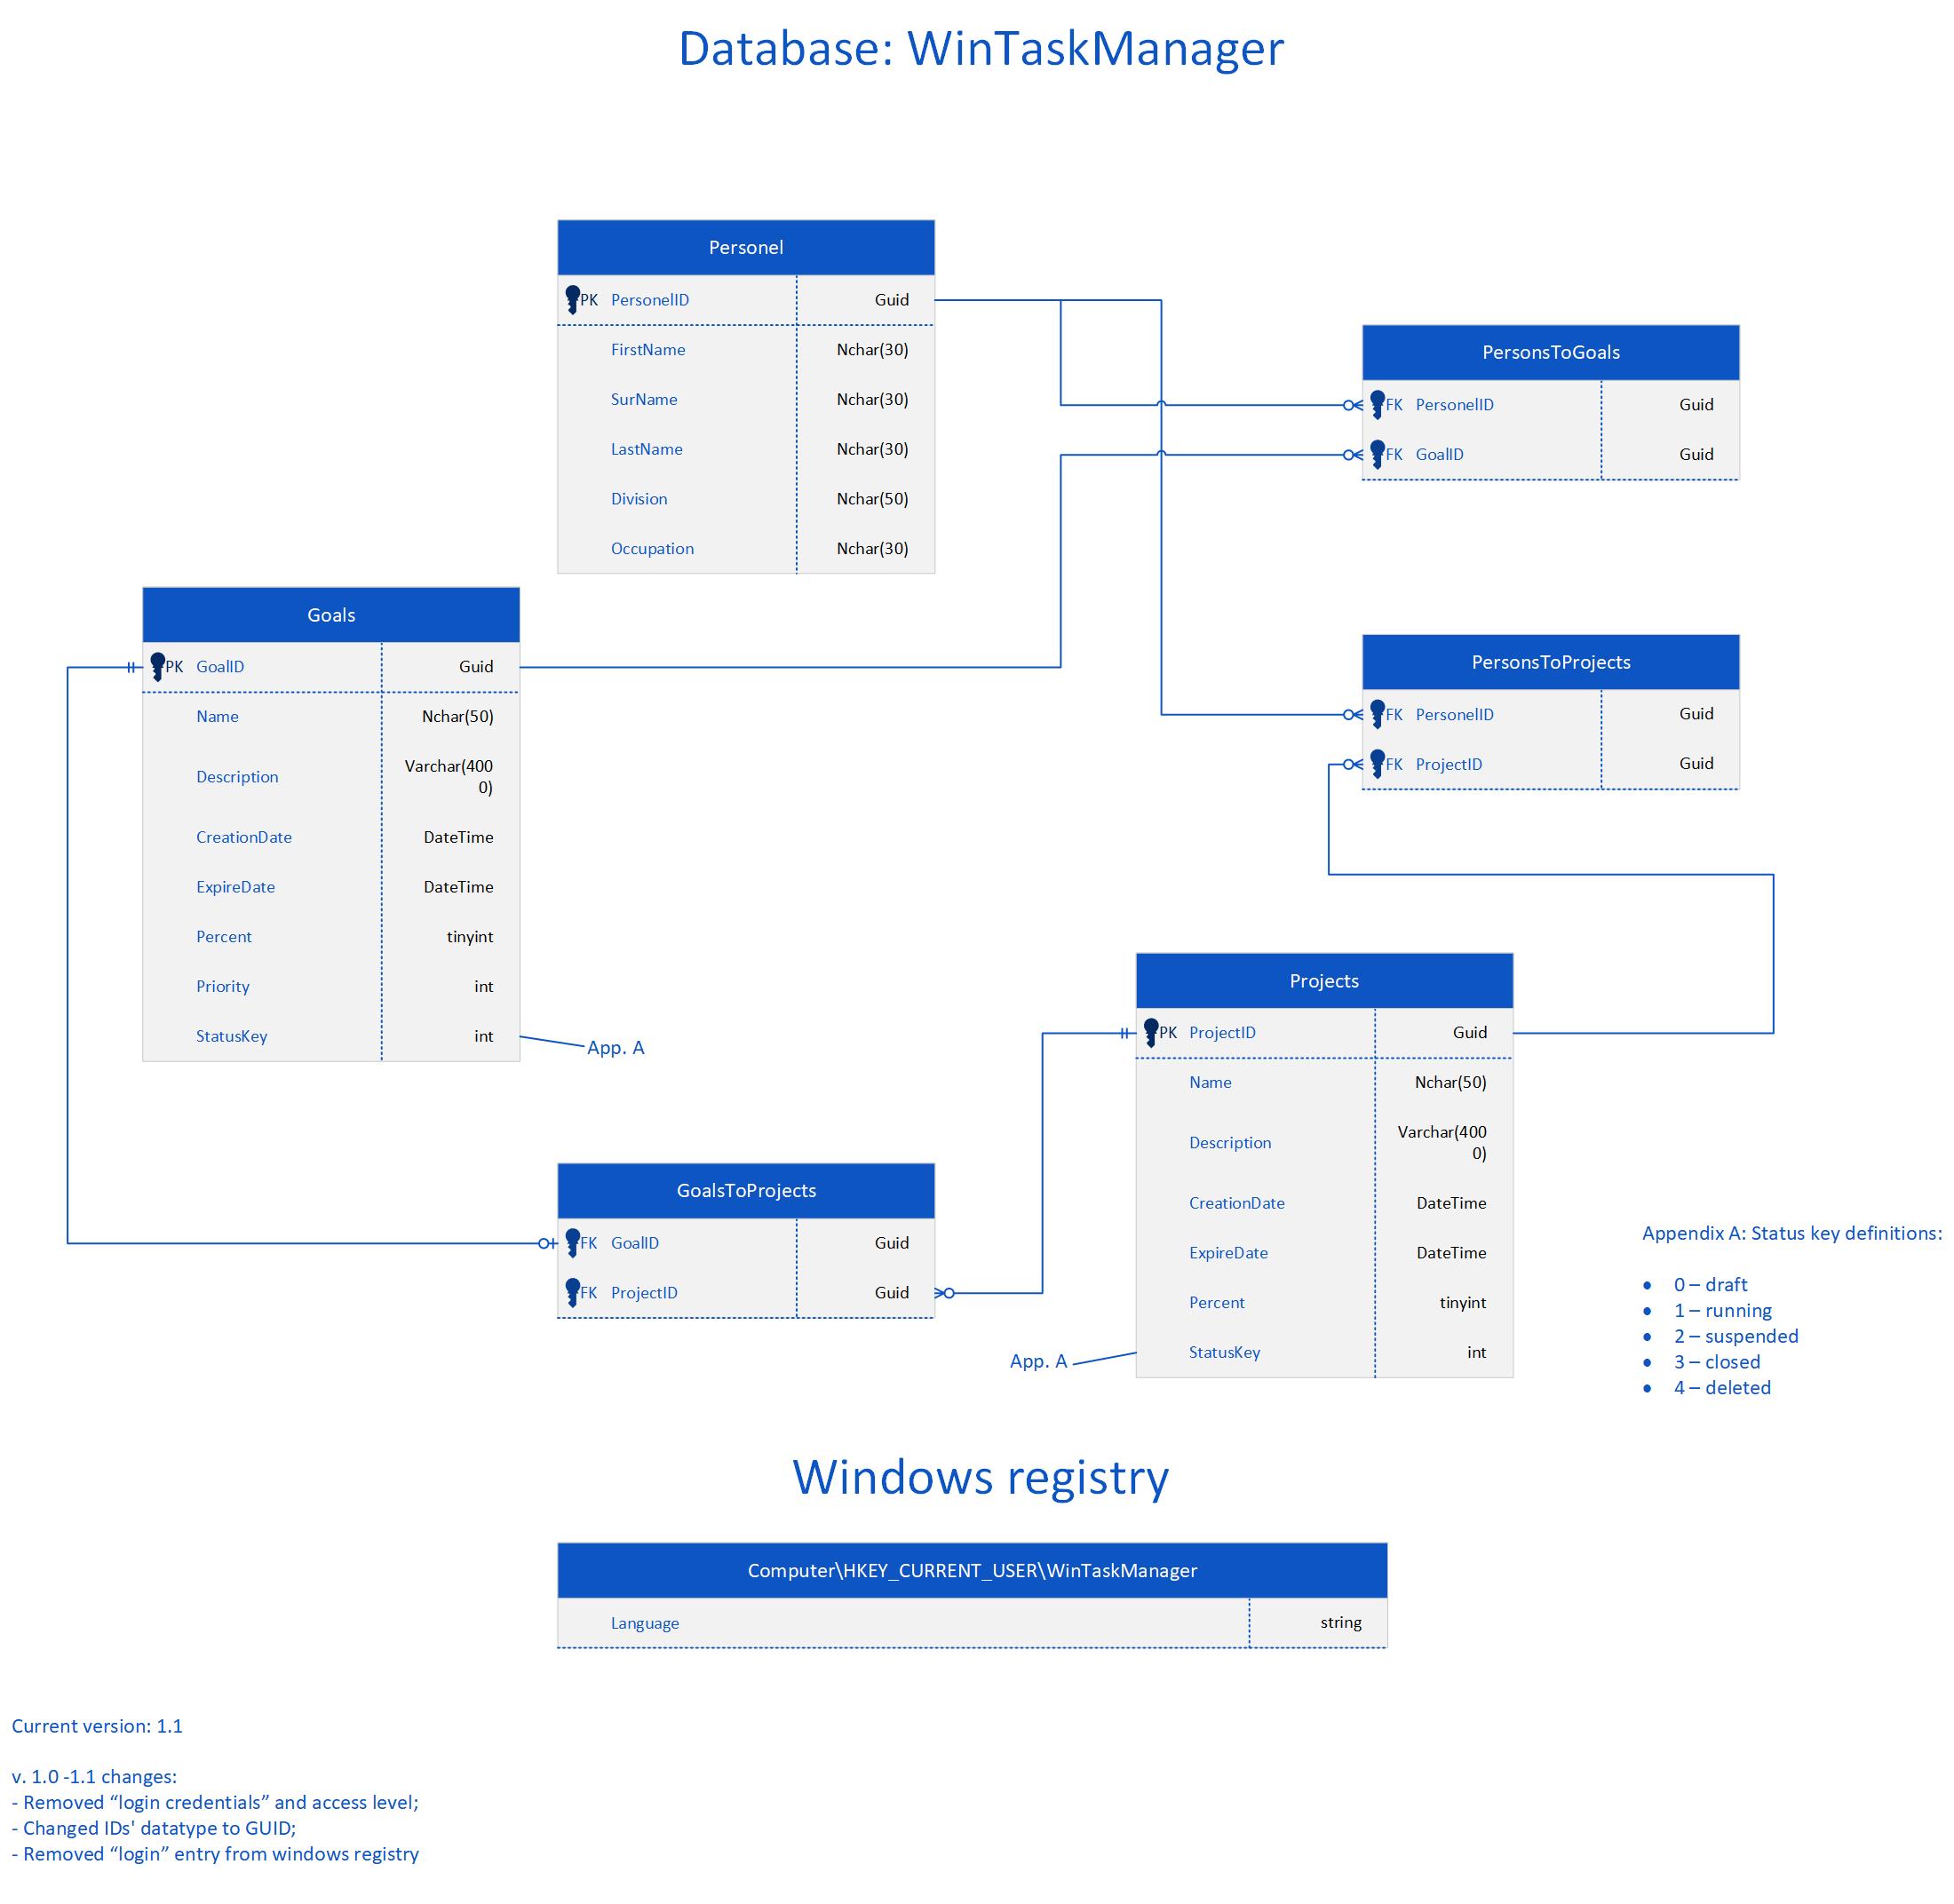 Database: WinTaskManager
Personel
PK PersonelID Guid
FirstName Nchar(30)
SurName Nchar(30)
LastName Nchar(30)
Division Nchar(50)
Occupation Nchar(30)
PersonsToGoals
FK PersonelID Guid
FK GoalID Guid
Goals
PK GoalID Guid
Name Nchar(50)
Description Varchar(400
0)
CreationDate DateTime
ExpireDate DateTime
Percent tinyint
Priority int
StatusKey int
App. A
PersonsToProjects
FK PersonelID Guid
FK ProjectID Guid
Projects
PK ProjectID Guid
Name Nchar(50)
Description Varchar(400
0)
CreationDate DateTime
ExpireDate DateTime
Percent tinyint
StatusKey int
App. A
GoalsToProjects
FK GoalID Guid
FK ProjectID Guid
Appendix A: Status key definitions:
• 0 – draft
• 1 – running
• 2 – suspended
• 3 – closed
• 4 – deleted
Windows registry
Computer\HKEY_CURRENT_USER\WinTaskManager
Language string
Current version: 1.1
v. 1.0 -1.1 changes:
- Removed “login credentials” and access level;
- Changed IDs' datatype to GUID;
- Removed “login” entry from windows registry